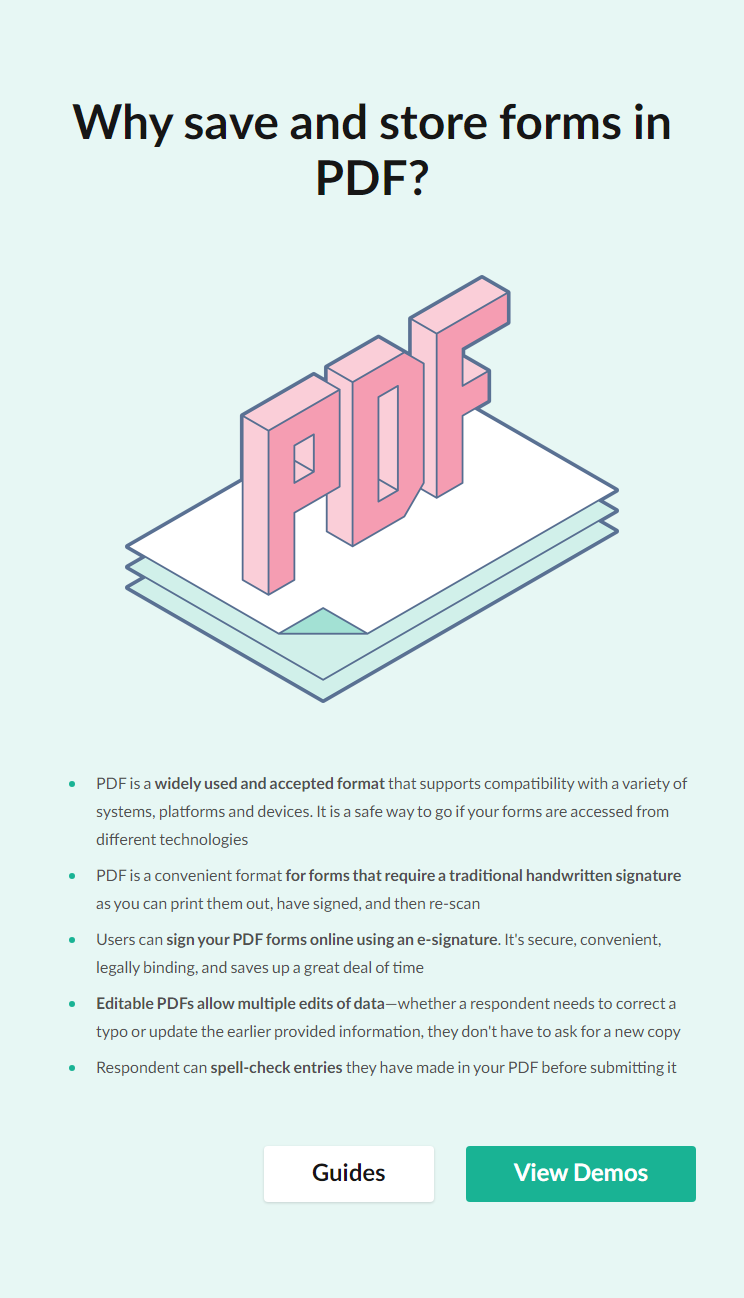 Why save and store forms in
PDF?
PDF
PDF is a widely used and accepted format that supports compatibility with a variety of
systems, platforms and devices. It is a safe way to go if your forms are accessed from
different technologies
PDF is a convenient format for forms that require a traditional handwritten signature
as you can print them out, have signed, and then re-scan
Users can sign your PDF forms online using an e-signature. It's secure, convenient,
legally binding, and saves up a great deal of time
Editable PDFs allow multiple edits of data—whether a respondent needs to correct a
typo or update the earlier provided information, they don't have to ask for a new copy
Respondent can spell-check entries they have made in your PDF before submitting it
Guides
View Demos